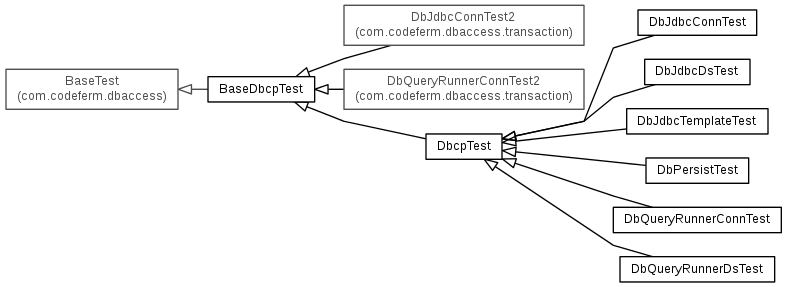 BaseTest
(com.codeferm.dbaccess)
BaseDbcpTest
DbJdbcConnTest2
(com.codeferm.dbaccess.transaction)
DbQueryRunnerConnTest2
(com.codeferm.dbaccess.transaction)
DbcpTest
DbJdbcConnTest
DbJdbcDsTest
DbJdbcTemplateTest
DbPersistTest
DbQueryRunnerConnTest
DbQueryRunnerDsTest